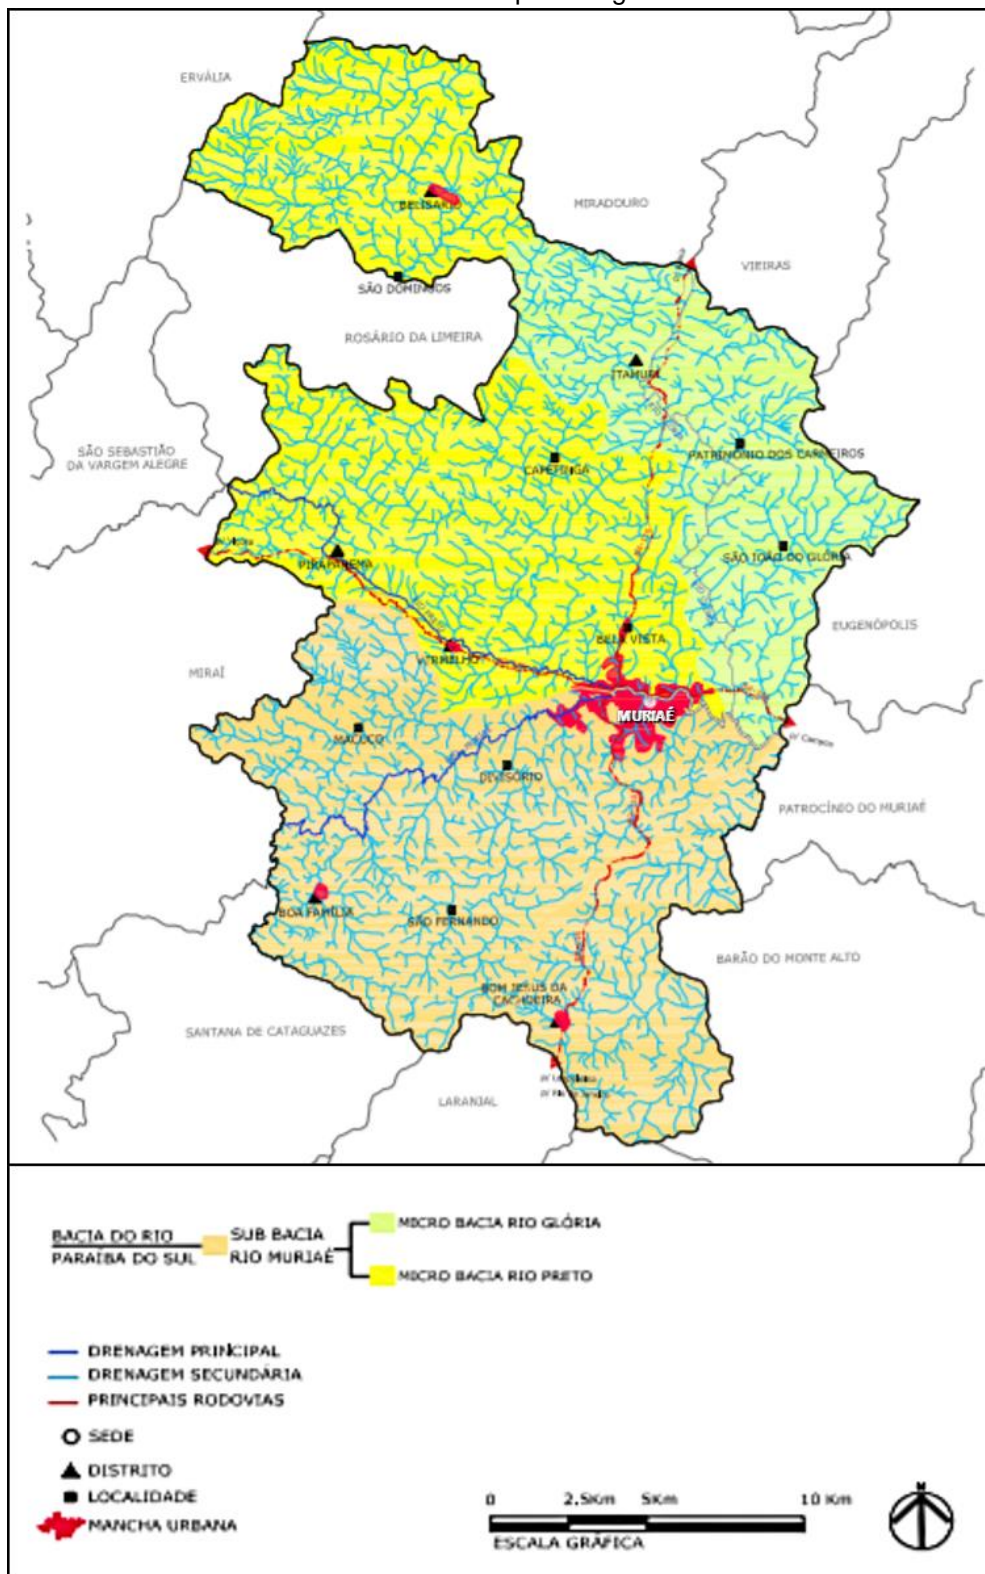 ERVÁLIA
BELISÁRIO
MIRADOURO
VIEIRAS
SÃO DOMINGOS
ROSÁRIO DA LIMEIRA
ITAMURI
SÃO SEBASTIÃO
DA VARGEM ALEGRE
PATRIMÔNIO DOS CARNEIROS
CAPETINGA
SÃO JOÃO DO GLÓRIA
PIRAPANEMA
BELA VISTA
EUGENÓPOLIS
VERMELHO
MIRAÍ
MURIAÉ
MACUCO
DIVISÓRIO
PATROCÍNIO DO MURIAÉ
BOA FAMÍLIA
SÃO FERNANDO
BARÃO DO MONTE ALTO
BOM JESUS DA
CACHOEIRA
SANTANA DE CATAGUAZES
LARANJAL
BACIA DO RIO
PARAÍBA DO SUL
SUB BACIA
RIO MURIAÉ
MICRO BACIA RIO GLÓRIA
MICRO BACIA RIO PRETO
DRENAGEM PRINCIPAL
DRENAGEM SECUNDÁRIA
PRINCIPAIS RODOVIAS
SEDE
DISTRITO
LOCALIDADE
MANCHA URBANA
0 2,5Km 5Km 10 Km
ESCALA GRÁFICA
N